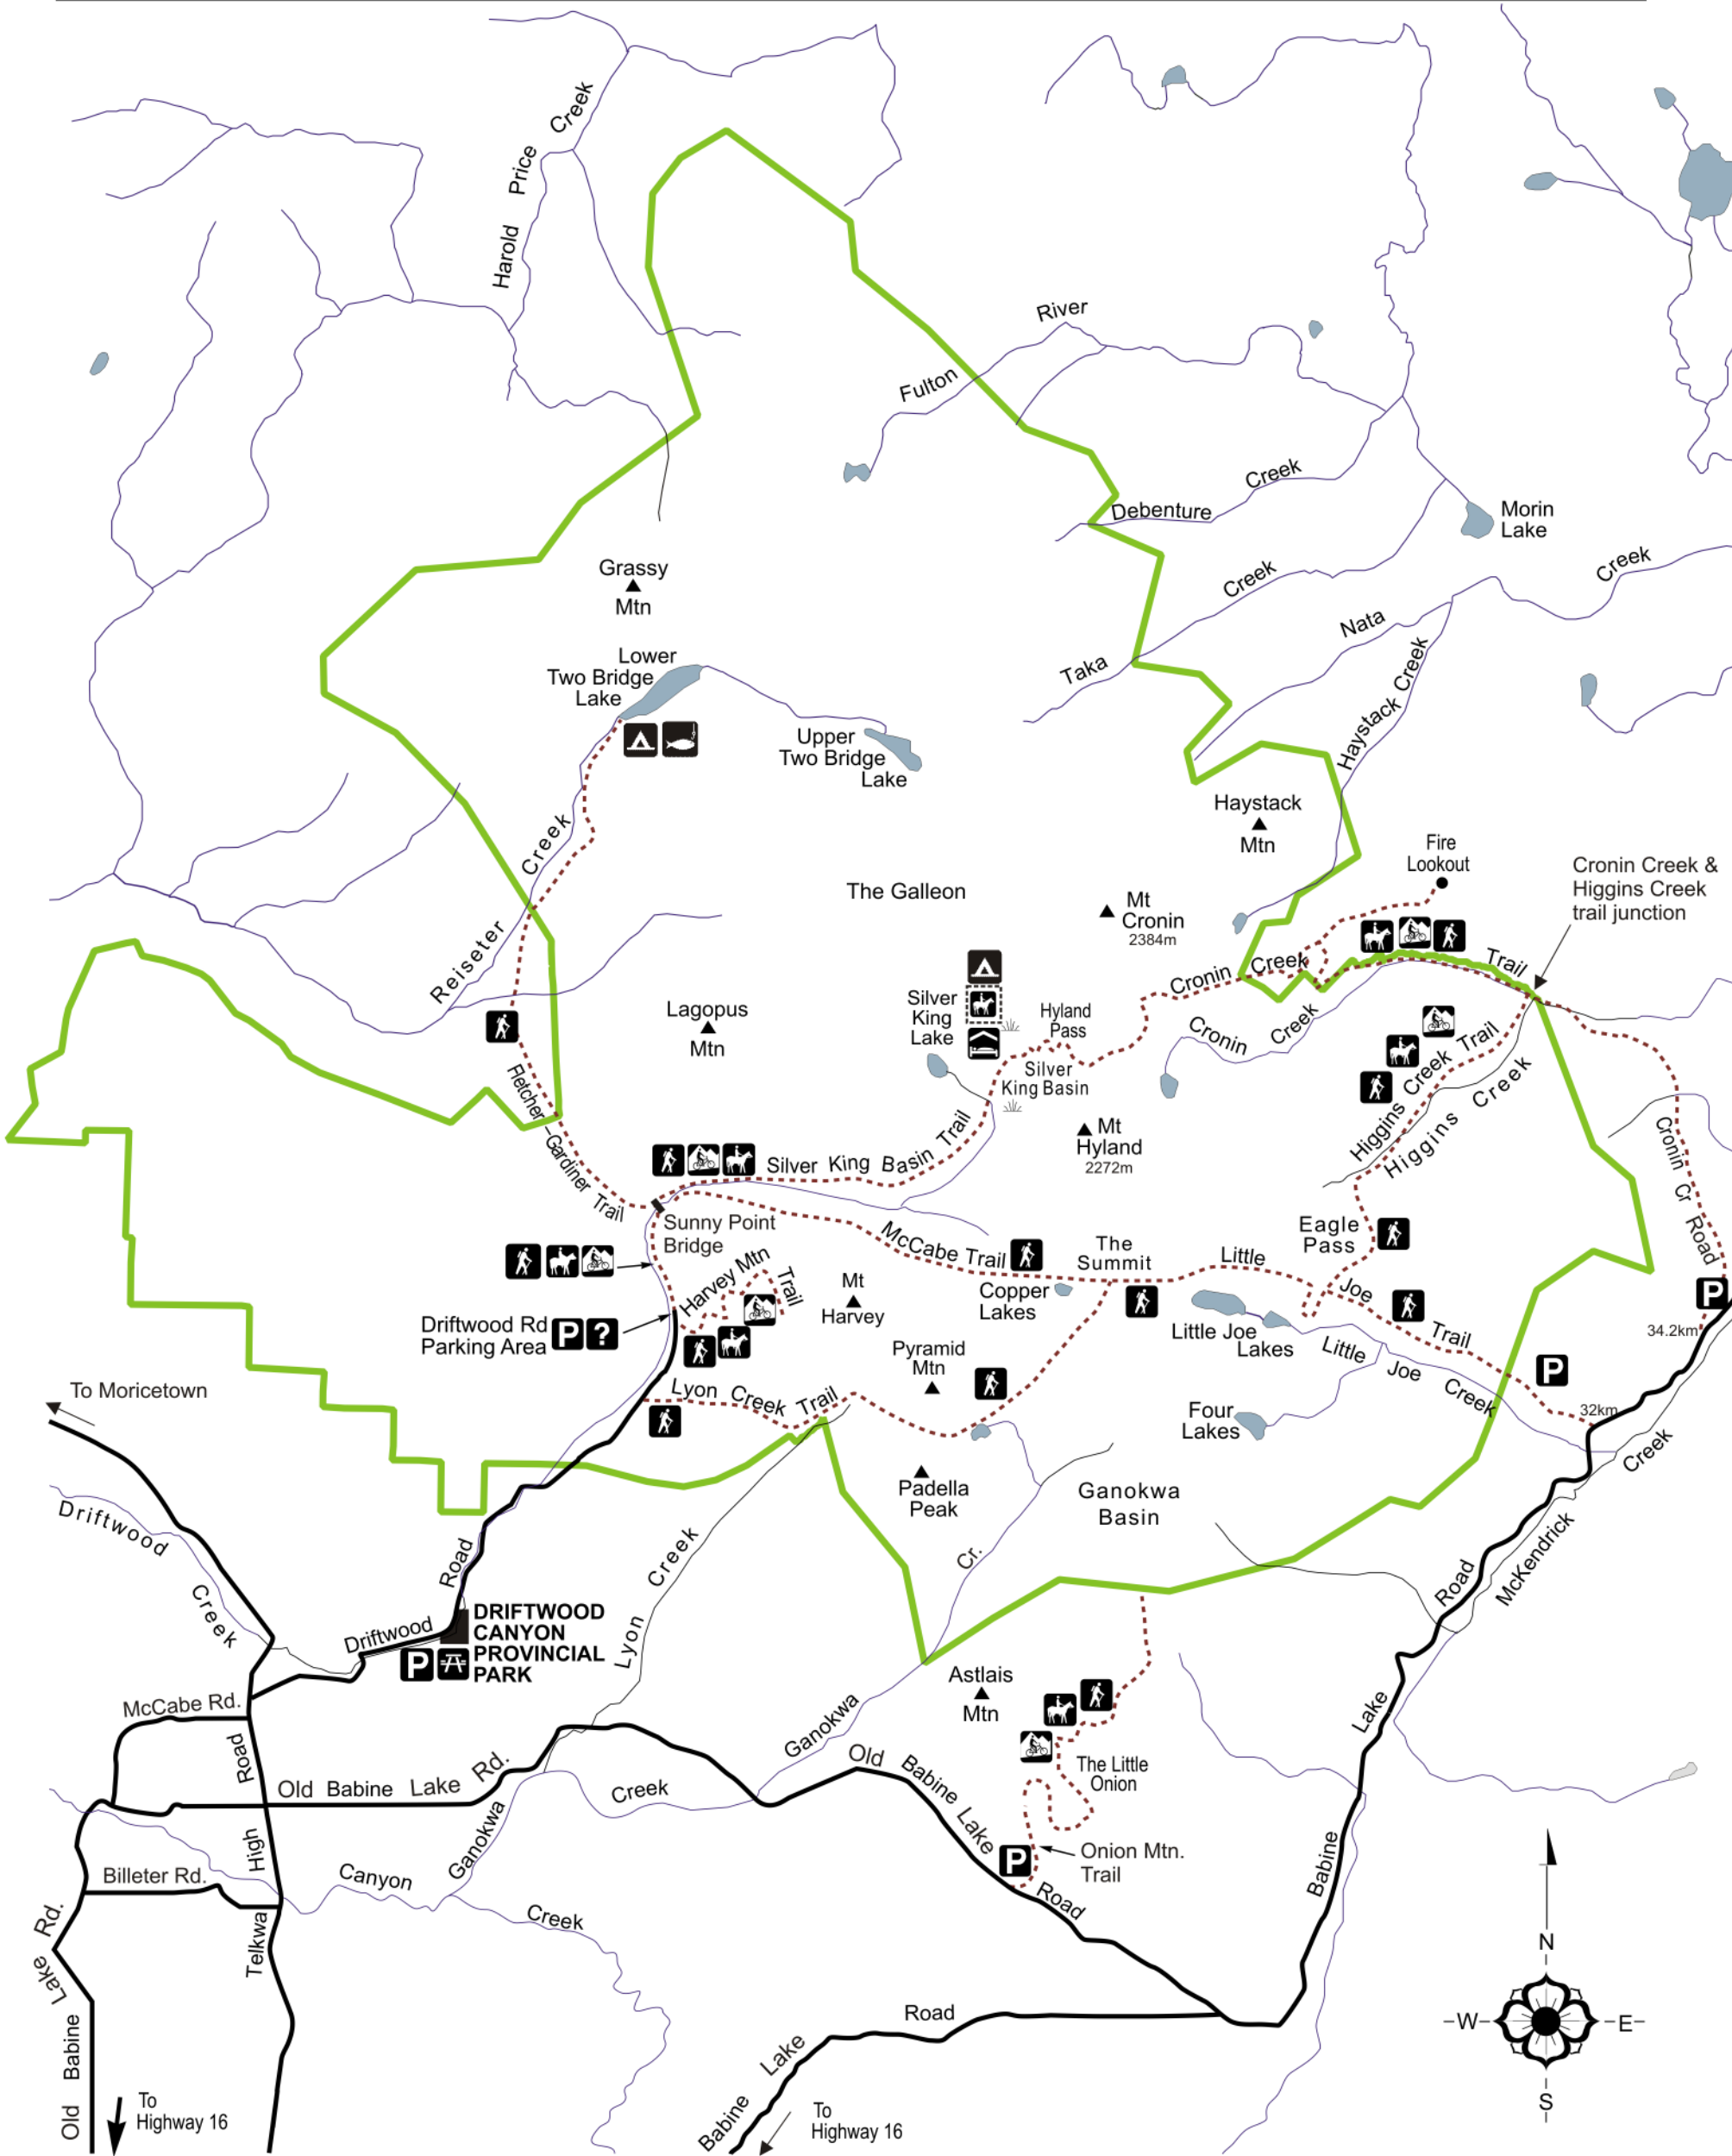 Harold Price Creek
River
Fulton
Creek
Debenture
Morin
Lake
Creek
Creek
Nata
Taka
Haystack Creek
Grassy
Mtn
Lower
Two Bridge
Lake
Upper
Two Bridge
Lake
Haystack
Mtn
Fire
Lookout
Cronin Creek &
Higgins Creek
trail junction
Creek
Reiseter
The Galleon
Mt
Cronin
2384m
Cronin Creek Trail
Silver
King
Lake
Hyland
Pass
Silver
King Basin
Cronin Creek
Lagopus
Mtn
Higgins Creek Trail
Higgins Creek
Fletcher-Gardiner Trail
Mt
Hyland
2272m
Silver King Basin Trail
Cronin Cr Road
Sunny Point
Bridge
McCabe Trail
The
Summit
Eagle
Pass
Little Joe Trail
Harvey Mtn Trail
Mt
Harvey
Copper
Lakes
Little Joe
Lakes
P
34.2km
Driftwood Rd
Parking Area
P ?
Pyramid
Mtn
Little Joe Creek
P
To Moricetown
Lyon Creek Trail
Four
Lakes
32km
Creek
McKendrick
Padella
Peak
Ganokwa
Basin
Driftwood
Creek
Road
Driftwood
Lyon Creek
Cr.
Ganokwa
DRIFTWOOD
CANYON
PROVINCIAL
PARK
P
Astlais
Mtn
McCabe Rd.
Road
High
Telkwa
Old Babine Lake Rd.
Ganokwa
Creek
Old Babine Lake Road
The Little
Onion
P
Onion Mtn.
Trail
Road
Lake
Babine
Billeter Rd.
Canyon
Creek
Rd.
Lake
Babine
Old
To
Highway 16
Road
Lake
Babine
To
Highway 16
N
W E
S